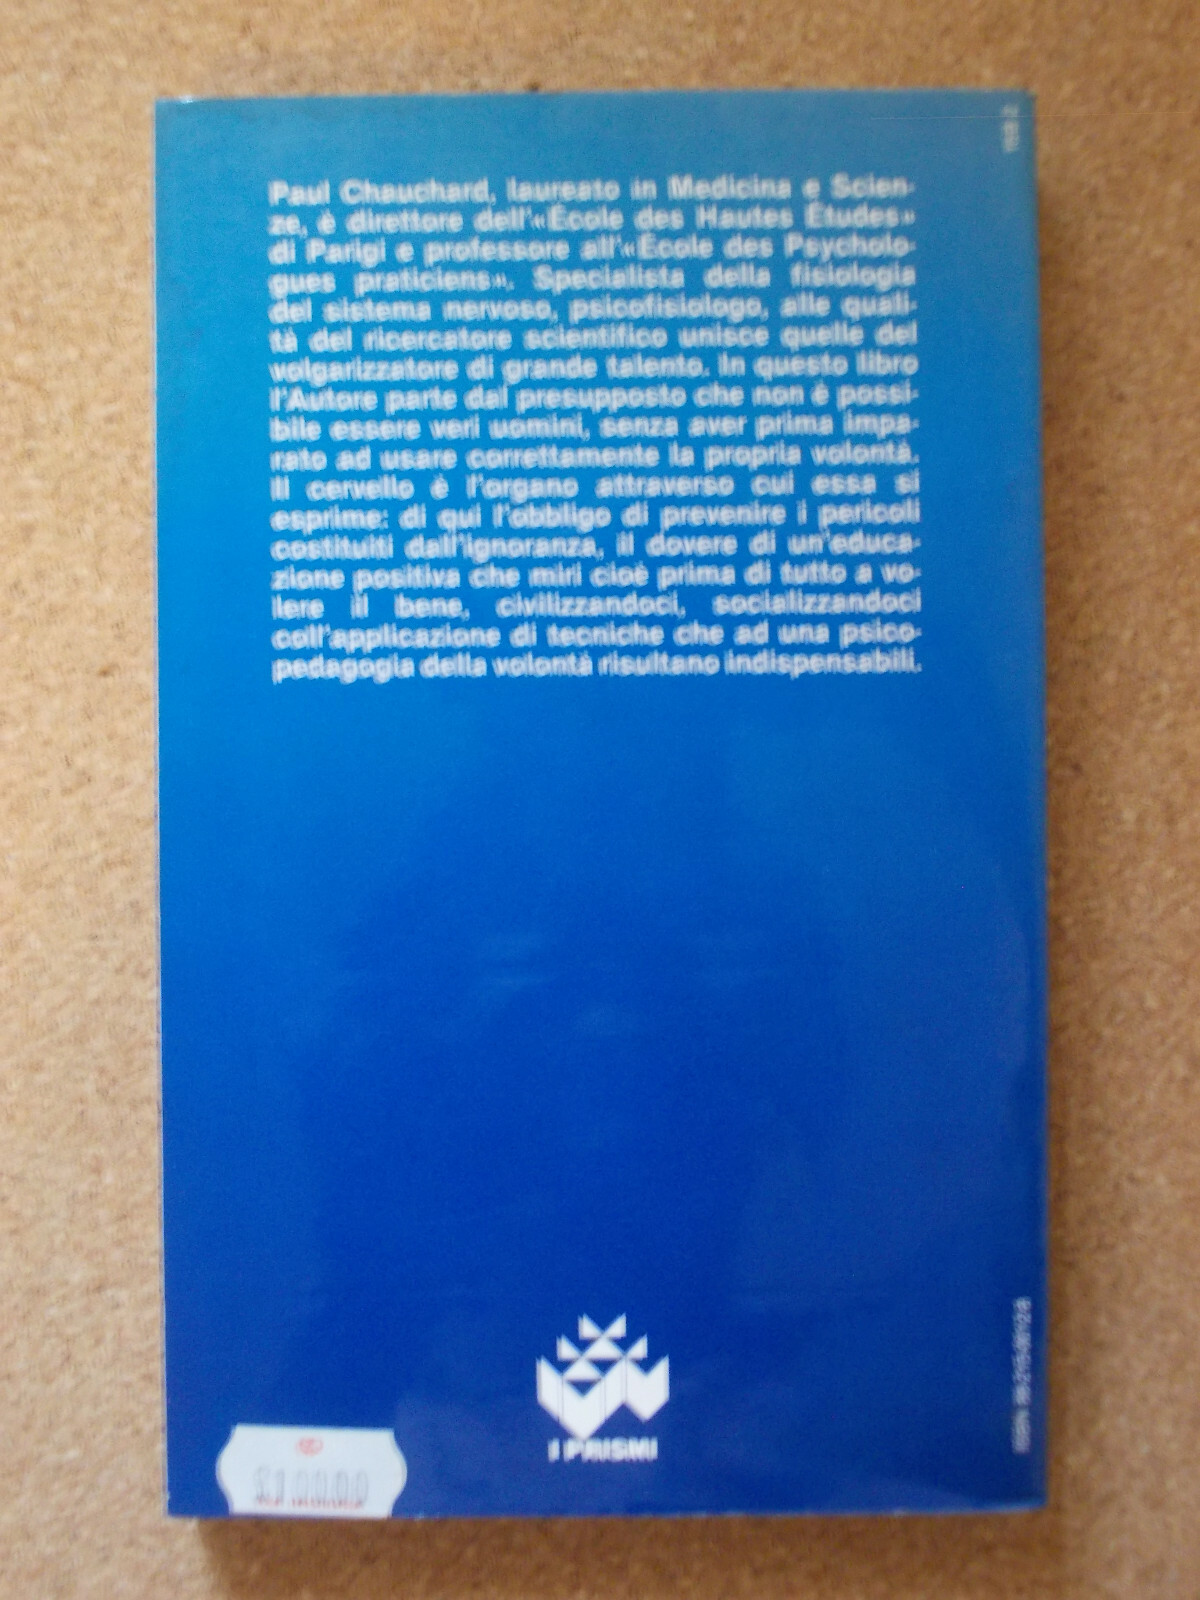 Paul Chauchard, laureato in Medicina e Scien-
ze, è direttore dell'«École des Hautes Études»
di Parigi e professore all'«École des Psycholo-
gues praticiens». Specialista della fisiologia
del sistema nervoso, psicofisiologo, alle quali-
tà del ricercatore scientifico unisce quelle del
volgarizzatore di grande talento. In questo libro
l'Autore parte dal presupposto che non è possi-
bile essere veri uomini, senza aver prima impa-
rato ad usare correttamente la propria volontà.
Il cervello è l'organo attraverso cui essa si
esprime: di qui l'obbligo di prevenire i pericoli
costituiti dall'ignoranza, il dovere di un'educa-
zione positiva che miri cioè prima di tutto a vo-
lere il bene, civilizzandoci, socializzandoci
coll'applicazione di tecniche che ad una psico-
pedagogia della volontà risultano indispensabili.
I PRISMI
ISBN